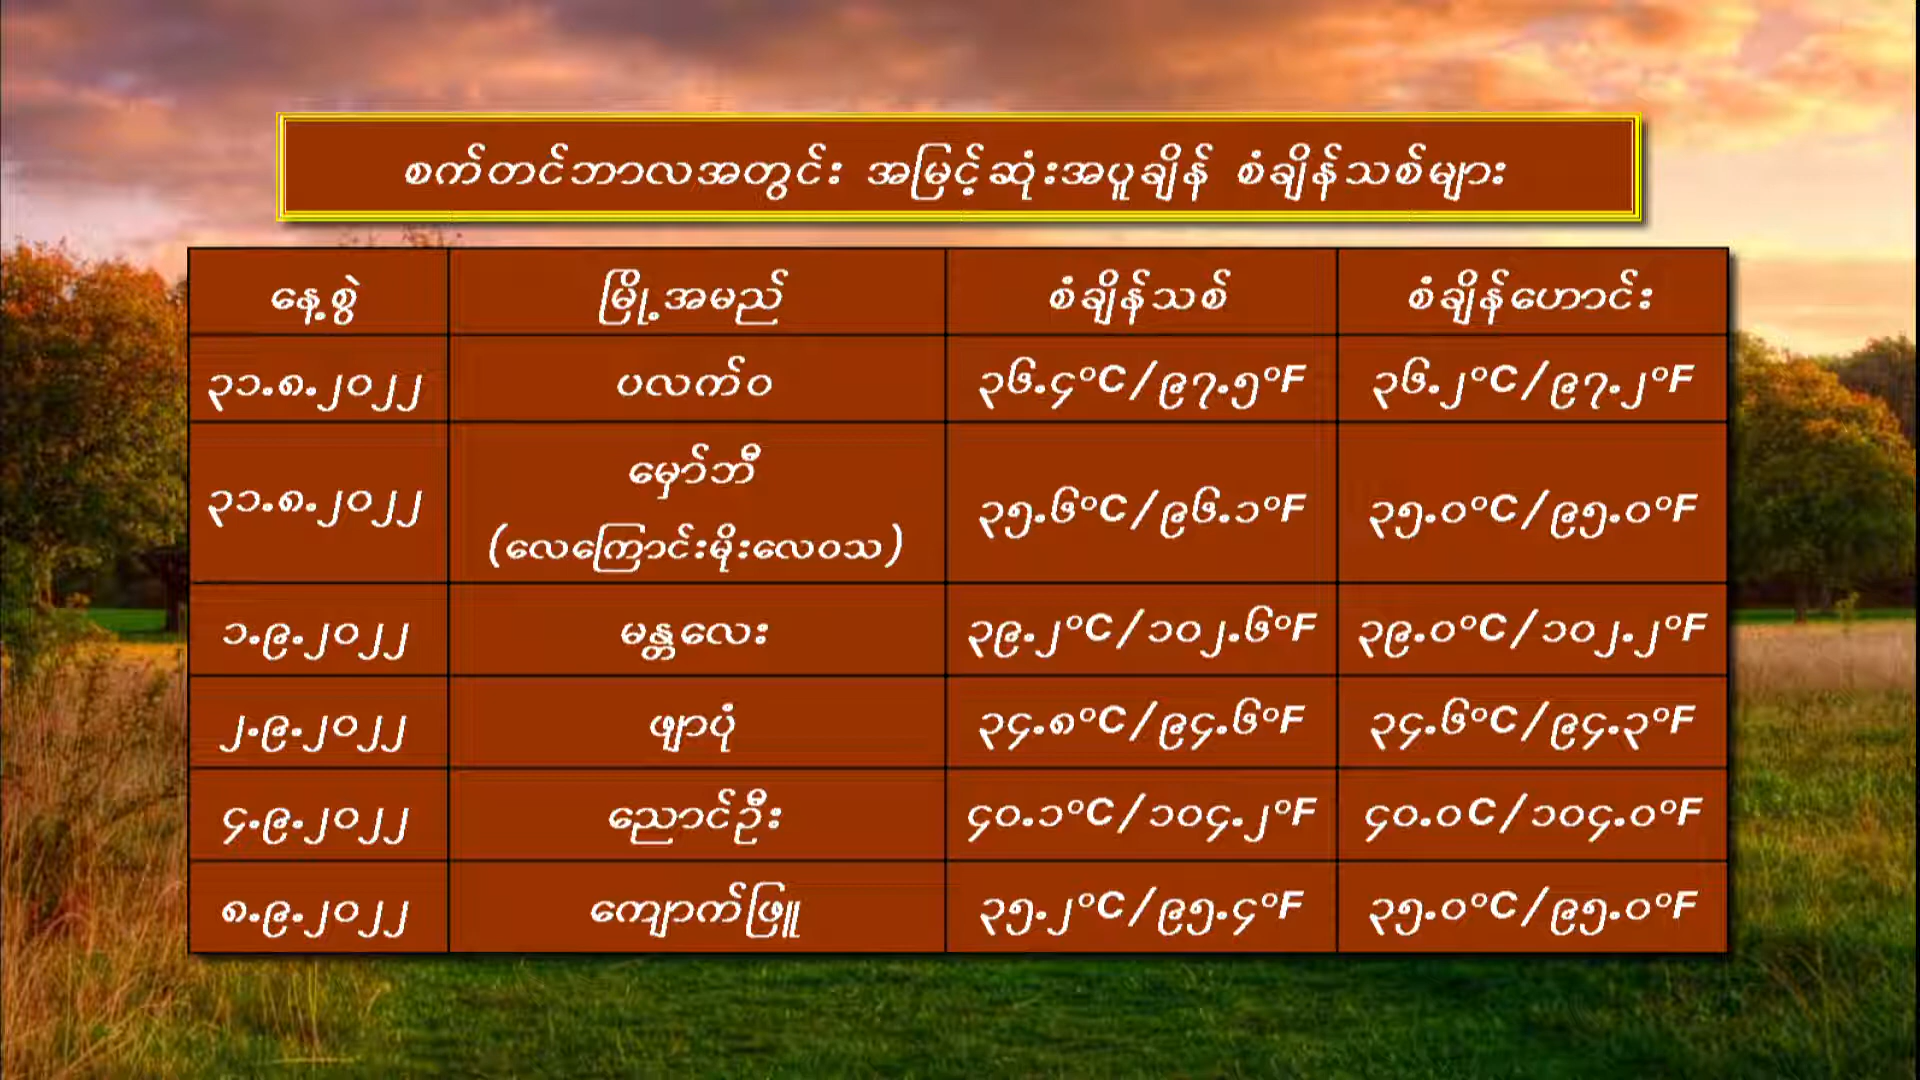 စက်တင်ဘာလအတွင်း အမြင့်ဆုံးအပူချိန် စံချိန်သစ်များ
နေ့စွဲ မြို့အမည် စံချိန်သစ် စံချိန်ဟောင်း
၃၁.၈.၂၀၂၂ ပလက်ဝ ၃၆.၄°C/၉၇.၅°F ၃၆.၂°C/၉၇.၂°F
၃၁.၈.၂၀၂၂ မှော်ဘီ
(လေကြောင်းမိုးလေဝသ) ၃၅.၆°C/၉၆.၁°F ၃၅.၀°C/၉၅.၀°F
၁.၉.၂၀၂၂ မန္တလေး ၃၉.၂°C/၁၀၂.၆°F ၃၉.၀°C/၁၀၂.၂°F
၂.၉.၂၀၂၂ ဖျာပုံ ၃၄.၈°C/၉၄.၆°F ၃၄.၆°C/၉၄.၃°F
၄.၉.၂၀၂၂ ညောင်ဦး ၄၀.၁°C/၁၀၄.၂°F ၄၀.၀C/၁၀၄.၀°F
၈.၉.၂၀၂၂ ကျောက်ဖြူ ၃၅.၂°C/၉၅.၄°F ၃၅.၀°C/၉၅.၀°F